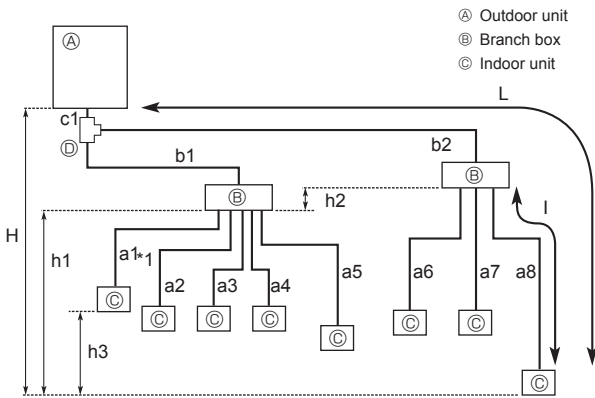 Ⓐ Outdoor unit
Ⓑ Branch box
Ⓒ Indoor unit
Ⓐ
L
c1
Ⓓ
b1
b2
Ⓑ
Ⓑ
h2
l
H
h1
a1*1
a2
a3
a4
a5
a6
a7
a8
Ⓒ
Ⓒ
Ⓒ
Ⓒ
Ⓒ
Ⓒ
Ⓒ
h3
Ⓒ